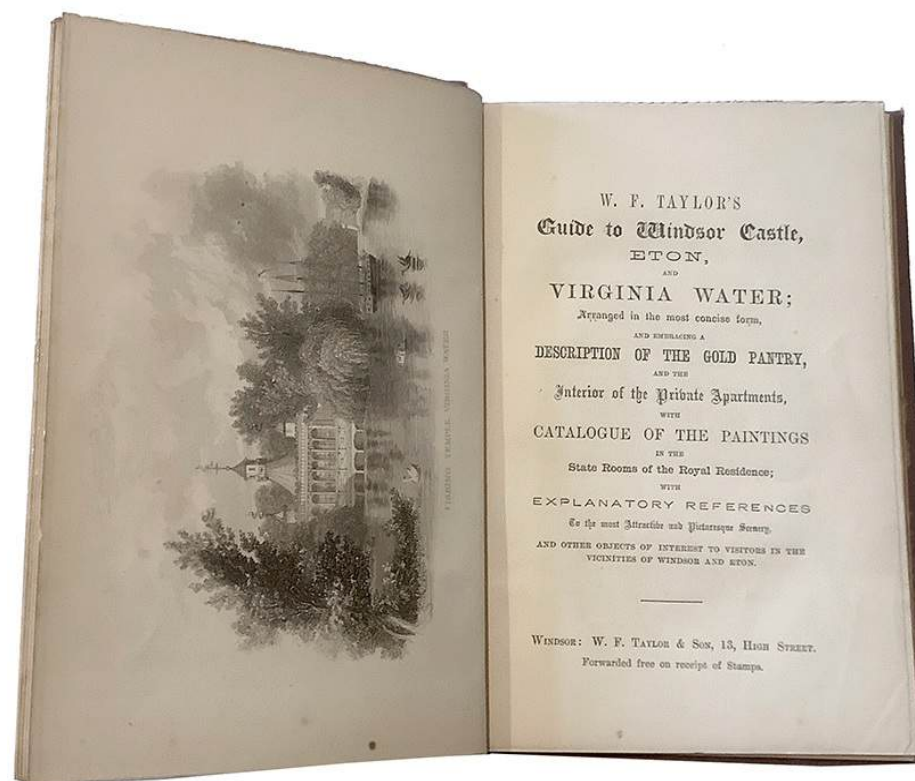 FISHING TEMPLE, VIRGINIA WATER
W. F. TAYLOR'S
Guide to Windsor Castle,
ETON,
AND
VIRGINIA WATER;
Arranged in the most concise form,
AND EMBRACING A
DESCRIPTION OF THE GOLD PANTRY,
AND THE
Interior of the Private Apartments,
WITH
CATALOGUE OF THE PAINTINGS
IN THE
State Rooms of the Royal Residence;
WITH
EXPLANATORY REFERENCES
To the most Attractive and Picturesque Scenery,
AND OTHER OBJECTS OF INTEREST TO VISITORS IN THE
VICINITIES OF WINDSOR AND ETON.
WINDSOR: W. F. TAYLOR & SON, 13, HIGH STREET.
Forwarded free on receipt of Stamps.